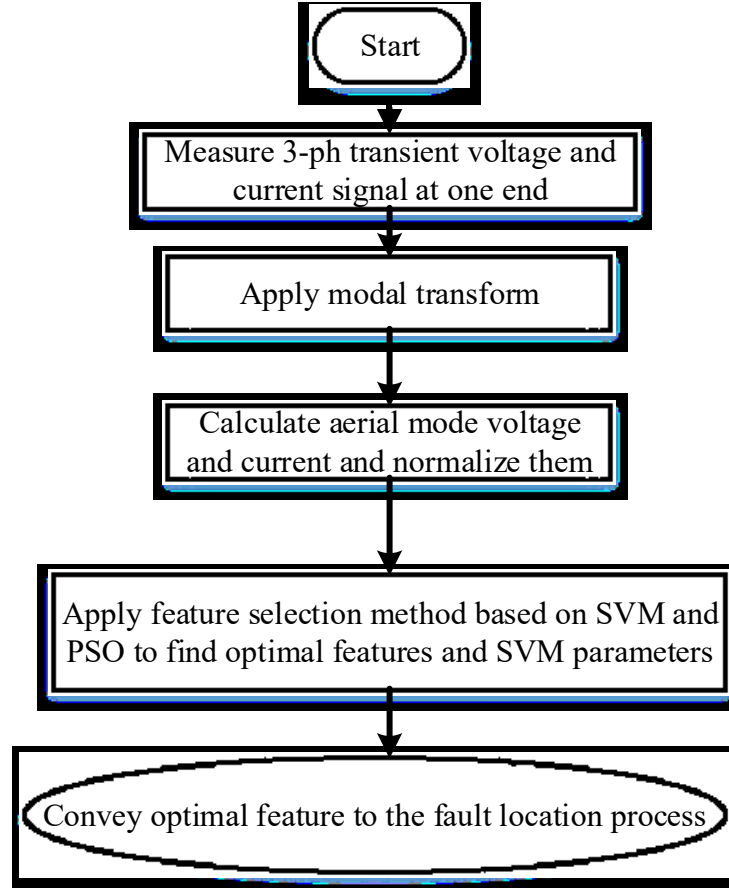 Start
Measure 3-ph transient voltage and
current signal at one end
Apply modal transform
Calculate aerial mode voltage
and current and normalize them
Apply feature selection method based on SVM and
PSO to find optimal features and SVM parameters
Convey optimal feature to the fault location process